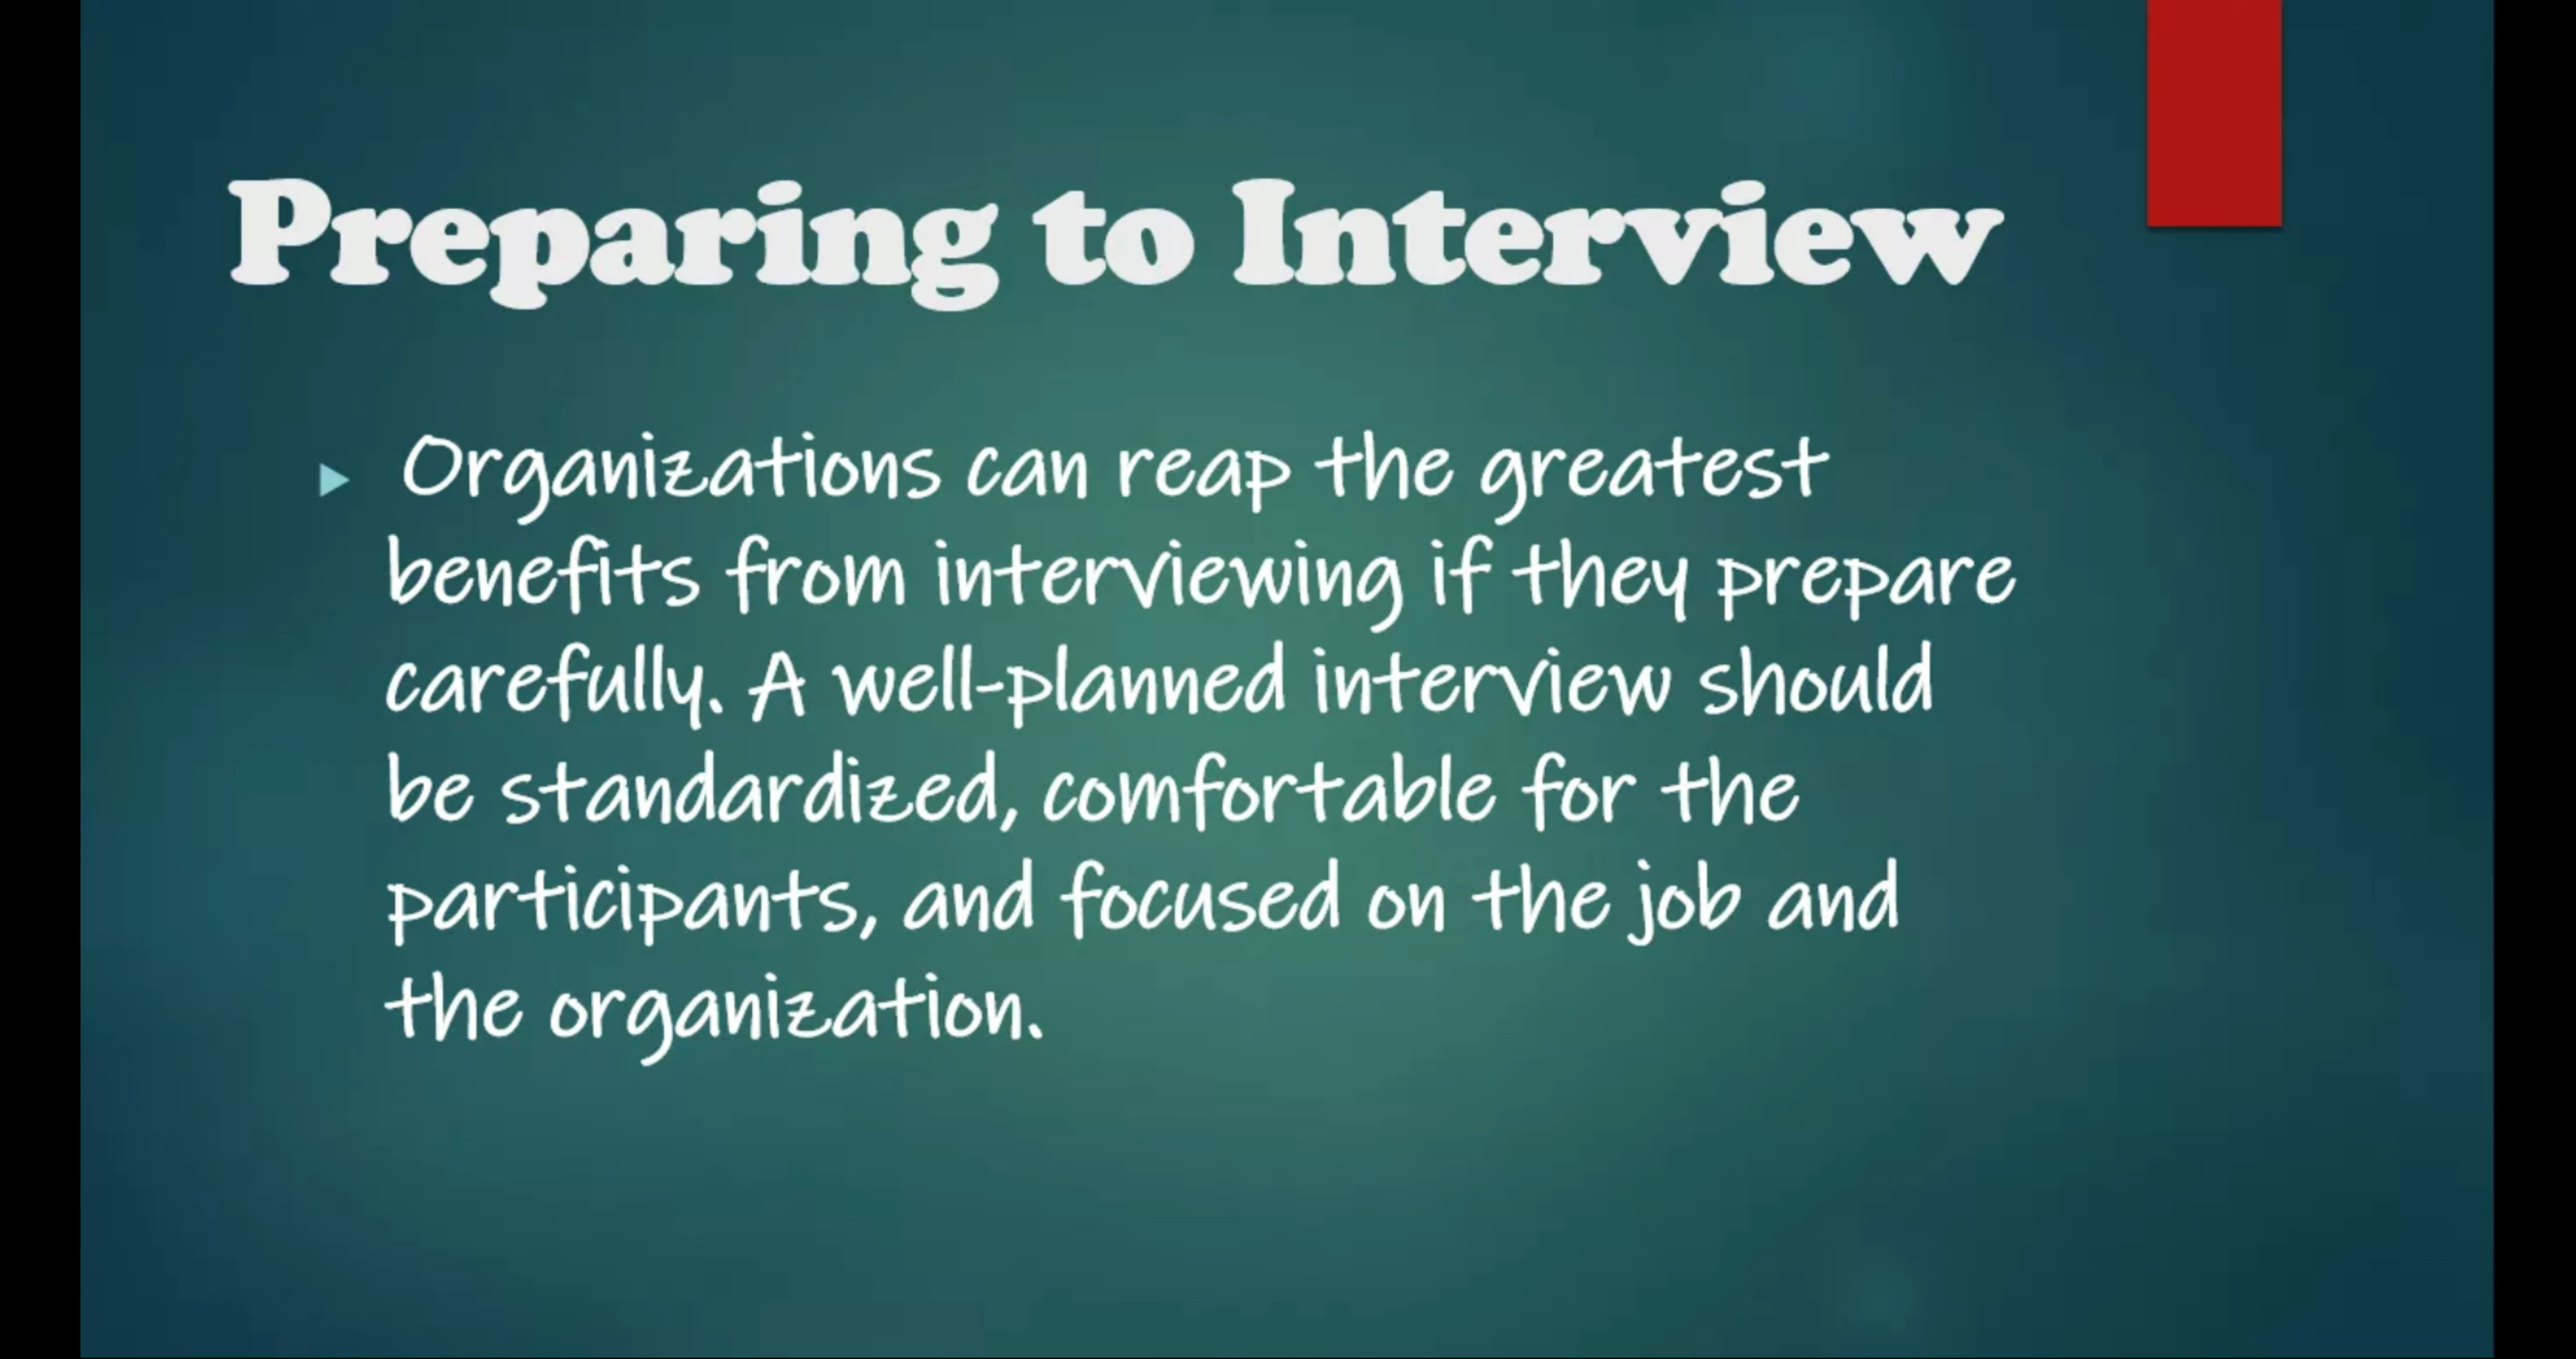 Preparing to Interview
Organizations can reap the greatest
benefits from interviewing if they prepare
carefully. A well-planned interview should
be standardized, comfortable for the
participants, and focused on the job and
the organization.